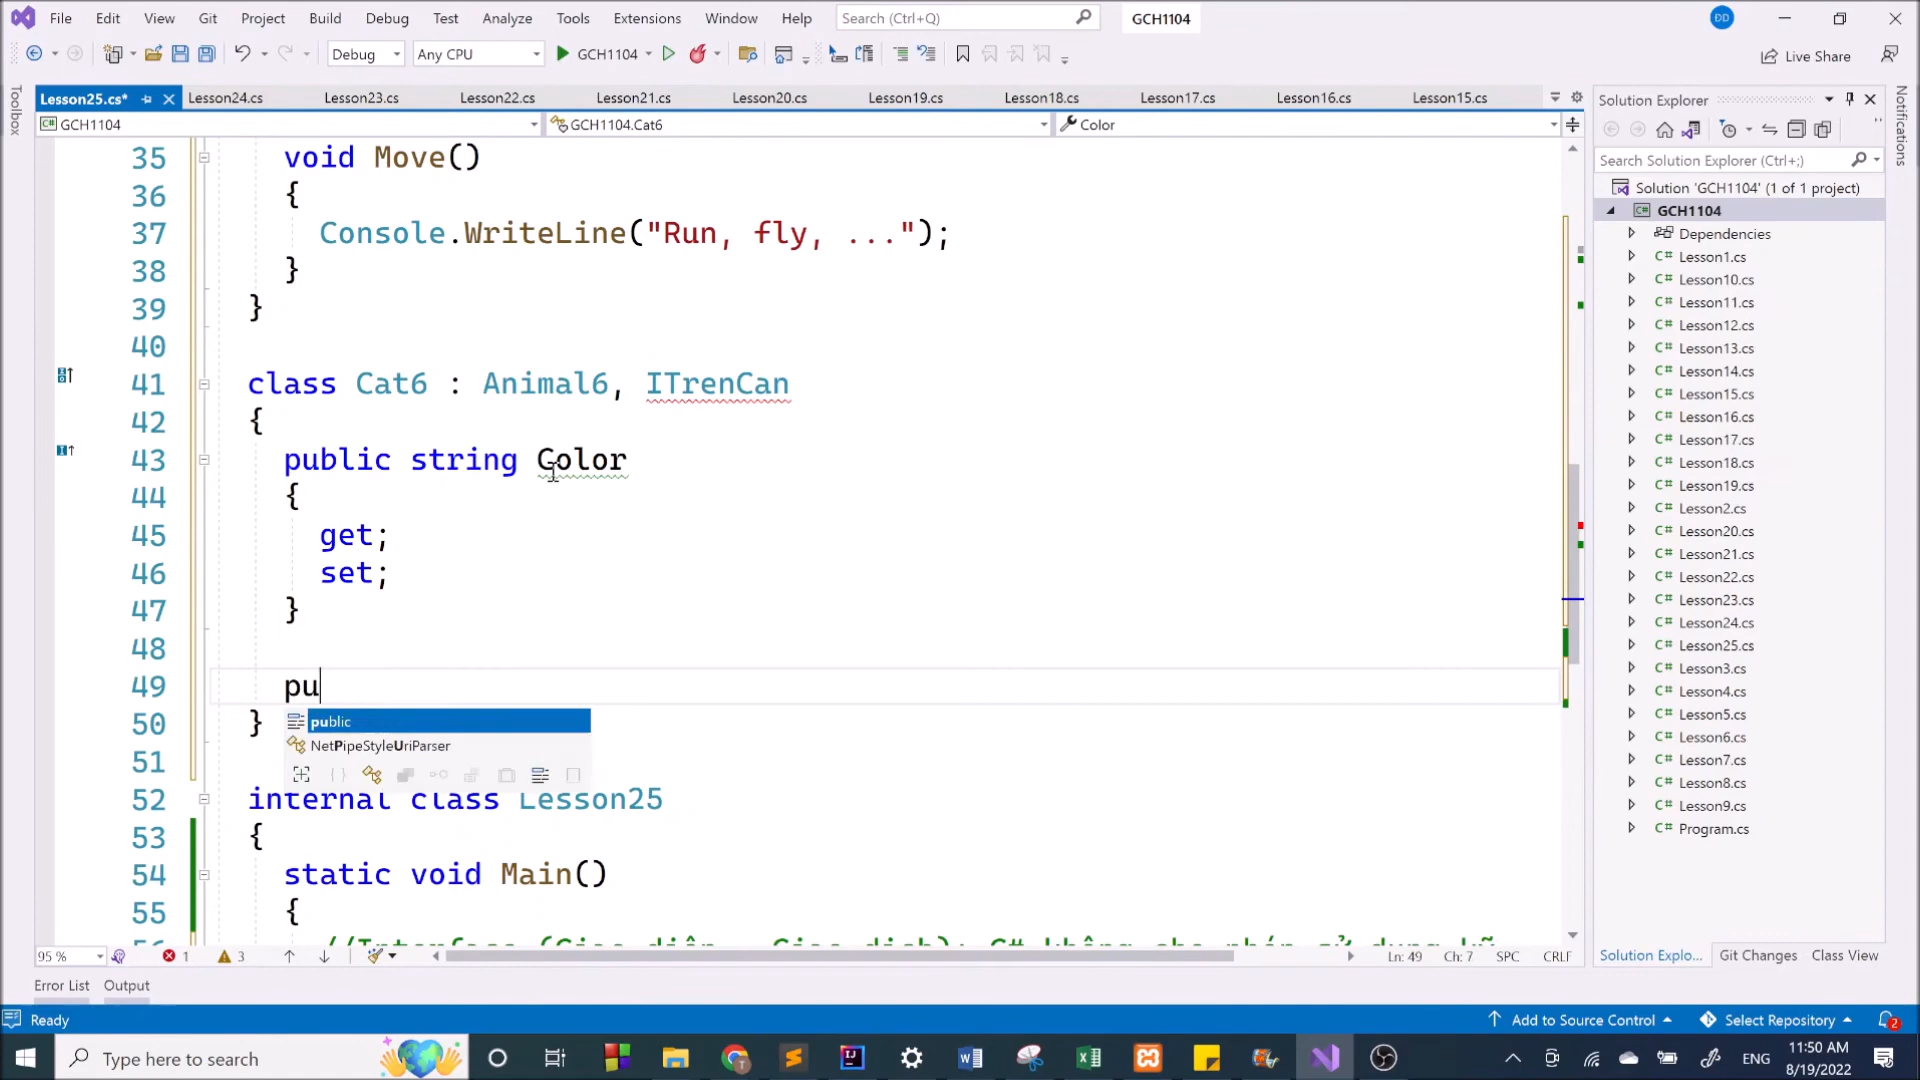 File Edit View Git Project Build Debug Test Analyze Tools Extensions Window Help Search (Ctrl+Q) GCH1104 ĐD
Debug Any CPU GCH1104 Live Share
Toolbox
Lesson25.cs* Lesson24.cs Lesson23.cs Lesson22.cs Lesson21.cs Lesson20.cs Lesson19.cs Lesson18.cs Lesson17.cs Lesson16.cs Lesson15.cs
GCH1104 GCH1104.Cat6 Color
35 void Move()
36 {
37 Console.WriteLine("Run, fly, ...");
38 }
39 }
40
41 class Cat6 : Animal6, ITrenCan
42 {
43 public string Color
44 {
45 get;
46 set;
47 }
48
49 pu
public
NetPipeStyleUriParser
50 }
51
52 internal class Lesson25
53 {
54 static void Main()
55 {
95 % 1 3 Ln: 49 Ch: 7 SPC CRLF
Error List Output
Solution Explorer
Search Solution Explorer (Ctrl+;)
Solution 'GCH1104' (1 of 1 project)
C# GCH1104
Dependencies
C# Lesson1.cs
C# Lesson10.cs
C# Lesson11.cs
C# Lesson12.cs
C# Lesson13.cs
C# Lesson14.cs
C# Lesson15.cs
C# Lesson16.cs
C# Lesson17.cs
C# Lesson18.cs
C# Lesson19.cs
C# Lesson2.cs
C# Lesson20.cs
C# Lesson21.cs
C# Lesson22.cs
C# Lesson23.cs
C# Lesson24.cs
C# Lesson25.cs
C# Lesson3.cs
C# Lesson4.cs
C# Lesson5.cs
C# Lesson6.cs
C# Lesson7.cs
C# Lesson8.cs
C# Lesson9.cs
C# Program.cs
Solution Explo... Git Changes Class View
Notifications
Ready Add to Source Control Select Repository 2
Type here to search ENG 11:50 AM
8/19/2022